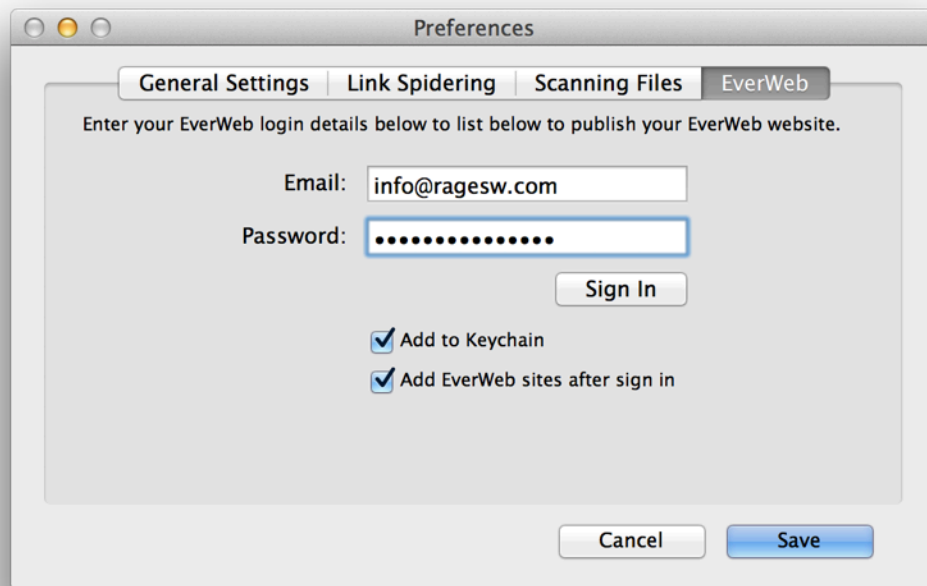 Preferences
General Settings Link Spidering Scanning Files EverWeb
Enter your EverWeb login details below to list below to publish your EverWeb website.
Email: info@ragesw.com
Password: •••••••••••••••
Sign In
Add to Keychain
Add EverWeb sites after sign in
Cancel Save